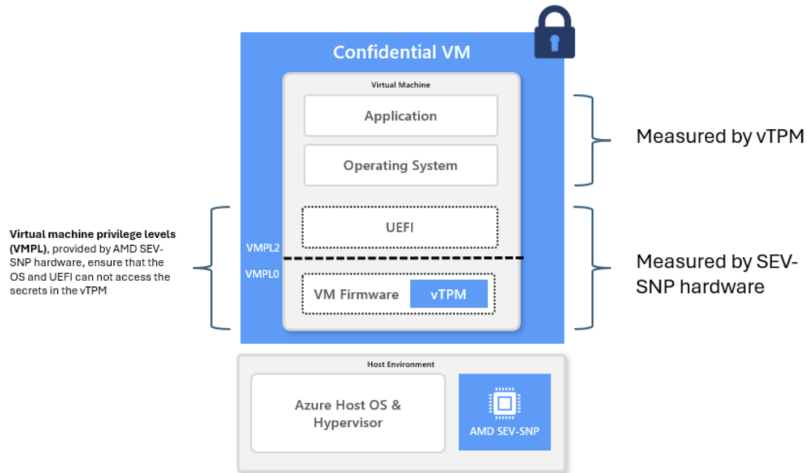 Confidential VM
Virtual Machine
Application
Operating System
Measured by vTPM
UEFI
Virtual machine privilege levels
(VMPL), provided by AMD SEV-
SNP hardware, ensure that the
OS and UEFI can not access the
secrets in the vTPM
VMPL2
VMPL0
VM Firmware
vTPM
Measured by SEV-
SNP hardware
Host Environment
Azure Host OS &
Hypervisor
AMD SEV-SNP